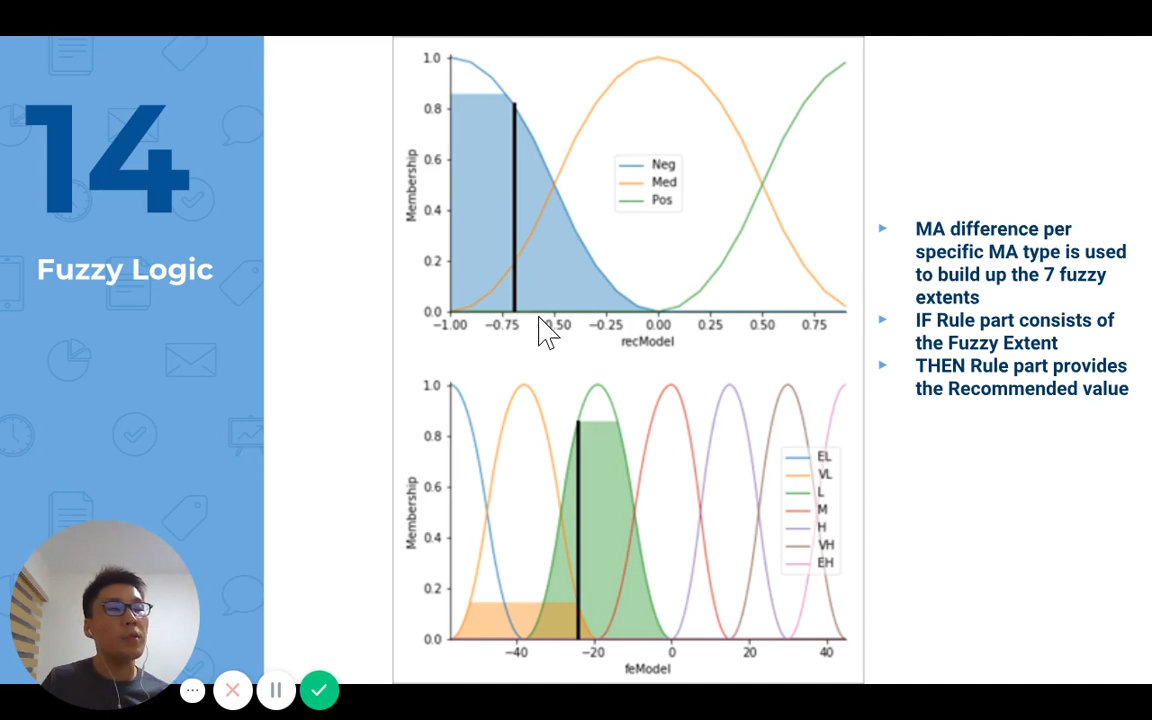 14
Fuzzy Logic
1.0
0.8
0.6
0.4
0.2
0.0
Membership
Neg
Med
Pos
−1.00 −0.75 0.50 −0.25 0.00 0.25 0.50 0.75
recModel
1.0
0.8
0.6
0.4
0.2
0.0
Membership
EL
VL
L
M
H
VH
EH
−40 −20 0 20 40
feModel
MA difference per
specific MA type is used
to build up the 7 fuzzy
extents
IF Rule part consists of
the Fuzzy Extent
THEN Rule part provides
the Recommended value